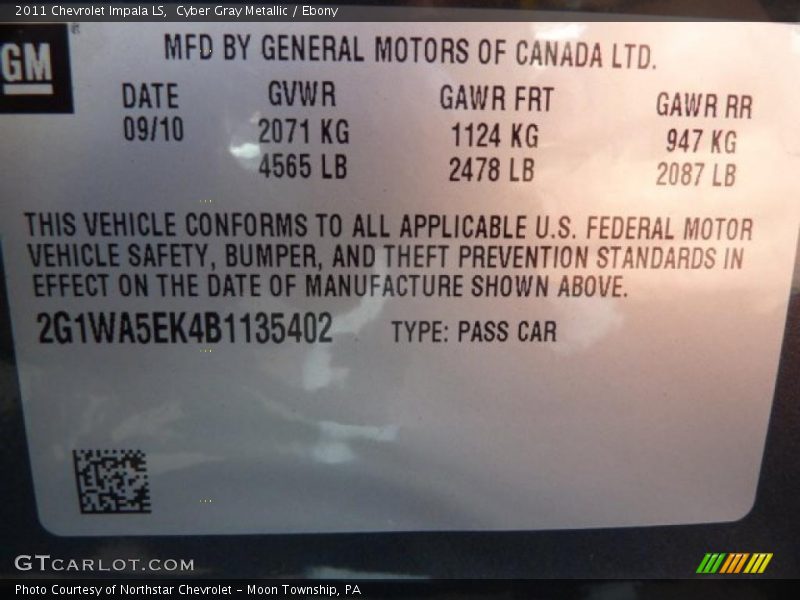 2011 Chevrolet Impala LS, Cyber Gray Metallic / Ebony
GM
MFD BY GENERAL MOTORS OF CANADA LTD.
DATE GVWR GAWR FRT GAWR RR
09/10 2071 KG 1124 KG 947 KG
4565 LB 2478 LB 2087 LB
THIS VEHICLE CONFORMS TO ALL APPLICABLE U.S. FEDERAL MOTOR
VEHICLE SAFETY, BUMPER, AND THEFT PREVENTION STANDARDS IN
EFFECT ON THE DATE OF MANUFACTURE SHOWN ABOVE.
2G1WA5EK4B1135402 TYPE: PASS CAR
GTCARLOT.COM
Photo Courtesy of Northstar Chevrolet - Moon Township, PA